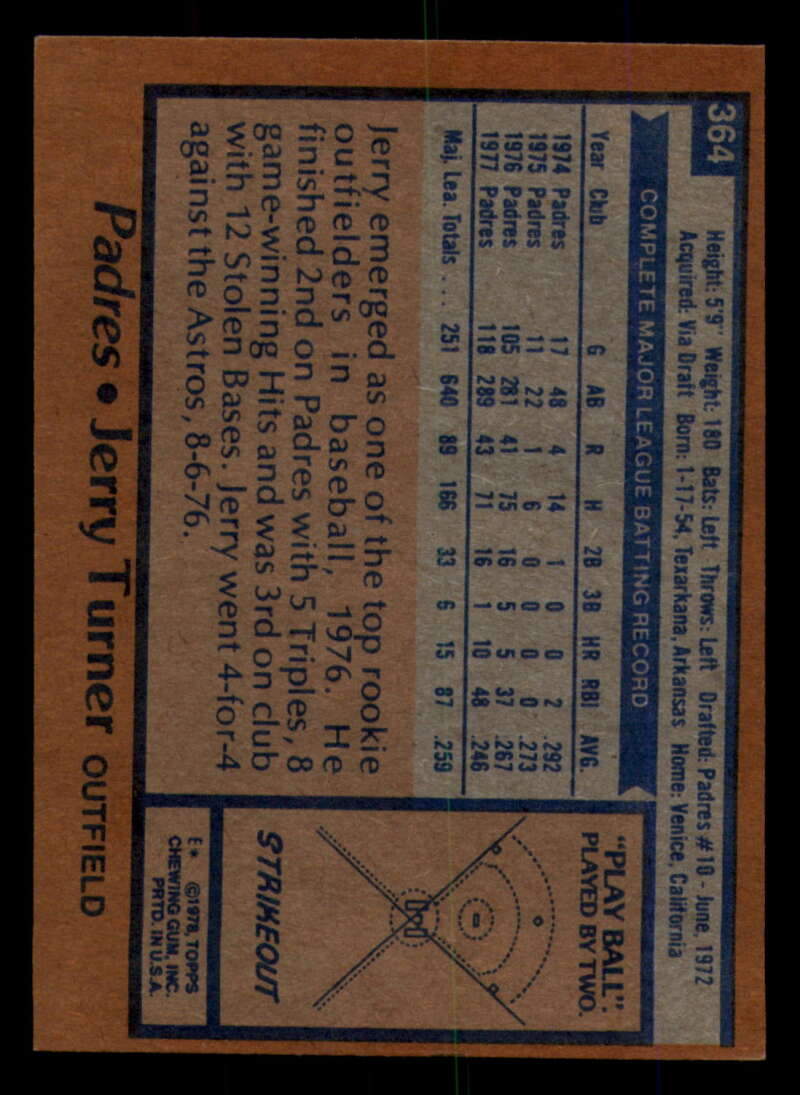 364
Height: 5'9" Weight: 180 Bats: Left Throws: Left Drafted: Padres #10 - June, 1972
Acquired: Via Draft Born: 1-17-54, Texarkana, Arkansas Home: Venice, California
COMPLETE MAJOR LEAGUE BATTING RECORD
Year Club G AB R H 2B 3B HR RBI AVG.
1974 Padres 17 48 4 14 1 0 0 2 .292
1975 Padres 11 22 1 6 0 0 0 0 .273
1976 Padres 105 281 41 75 16 5 5 37 .267
1977 Padres 118 289 43 71 16 1 10 48 .246
Maj. Lea. Totals . . . 251 640 89 166 33 6 15 87 .259
Jerry emerged as one of the top rookie
outfielders in baseball, 1976. He
finished 2nd on Padres with 5 Triples, 8
game-winning Hits and was 3rd on club
with 12 Stolen Bases. Jerry went 4-for-4
against the Astros, 8-6-76.
"PLAY BALL"
PLAYED BY TWO.
STRIKEOUT
E* ©1978, TOPPS
CHEWING GUM, INC.
PRTD. IN U.S.A.
Padres • Jerry Turner OUTFIELD